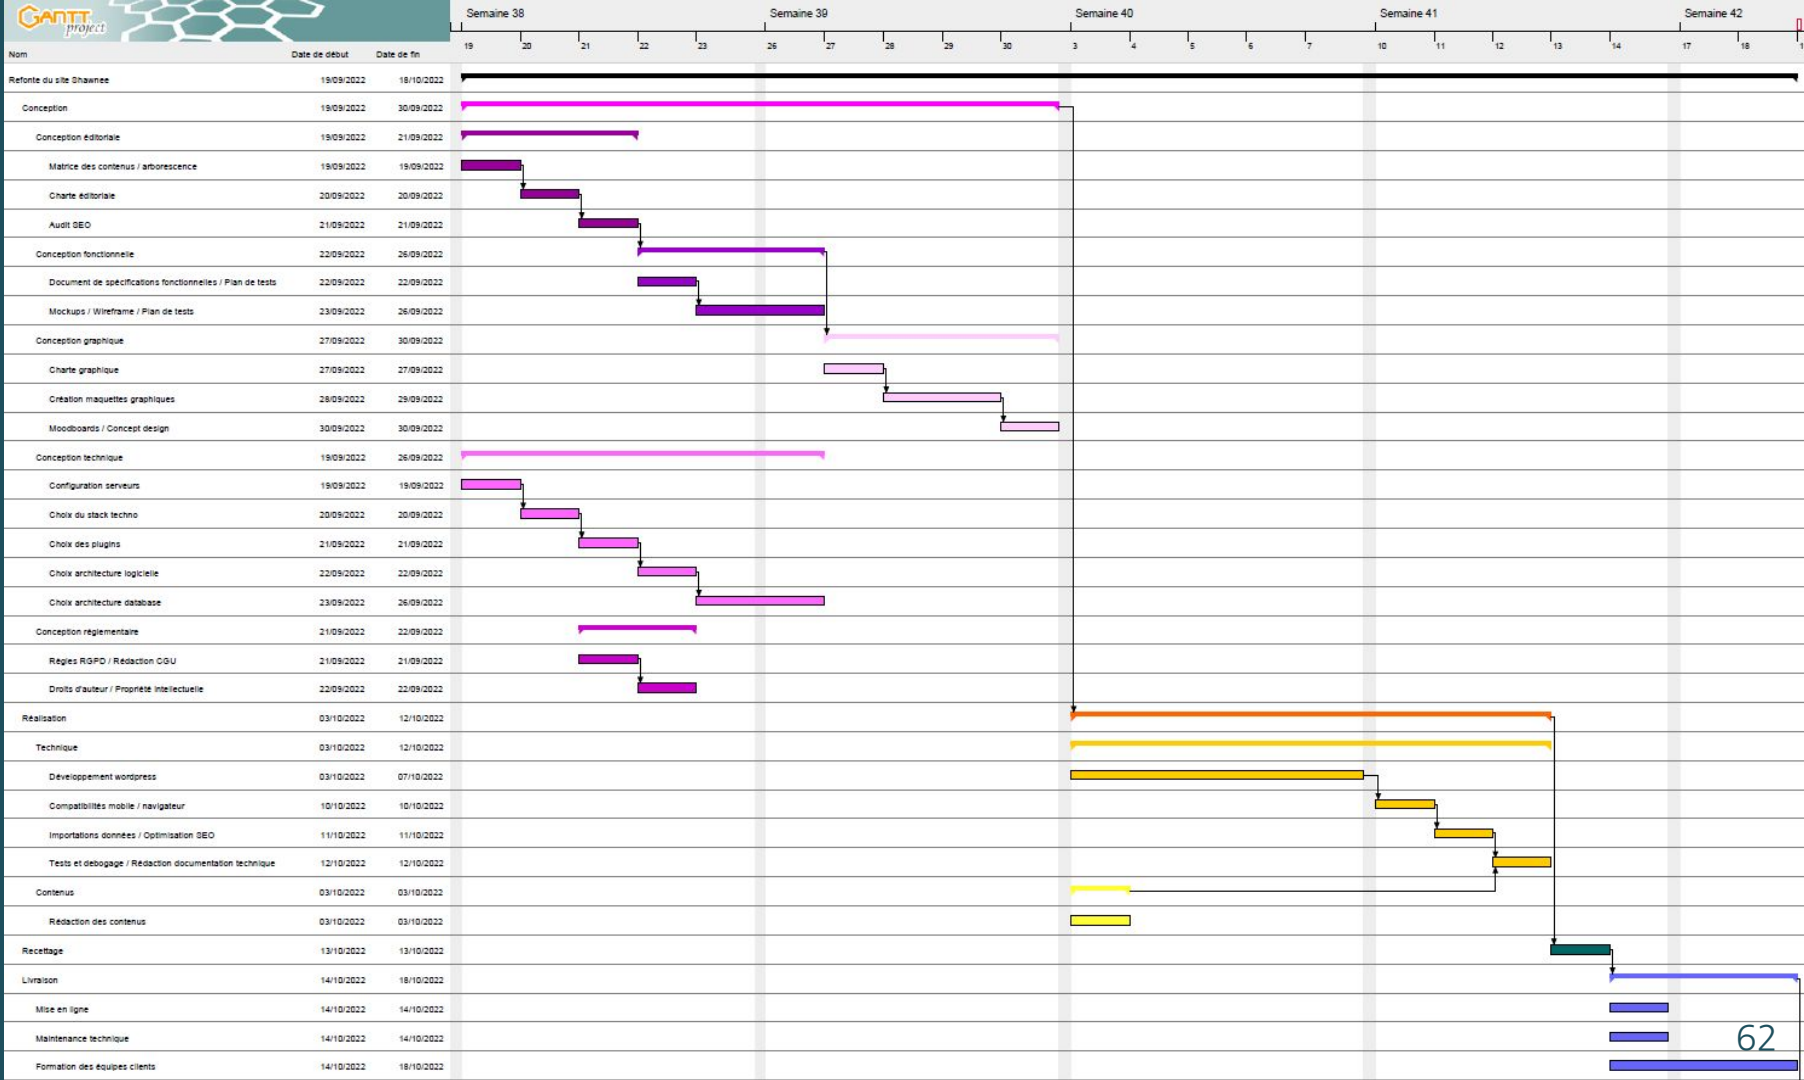 GANTT project
Semaine 38 Semaine 39 Semaine 40 Semaine 41 Semaine 42
Nom Date de début Date de fin 19 20 21 22 23 26 27 28 29 30 3 4 5 6 7 10 11 12 13 14 17 18 1
Refonte du site Shawnee 19/09/2022 18/10/2022
Conception 19/09/2022 30/09/2022
Conception éditoriale 19/09/2022 21/09/2022
Matrice des contenus / arborescence 19/09/2022 19/09/2022
Charte éditoriale 20/09/2022 20/09/2022
Audit SEO 21/09/2022 21/09/2022
Conception fonctionnelle 22/09/2022 26/09/2022
Document de spécifications fonctionnelles / Plan de tests 22/09/2022 22/09/2022
Mockups / Wireframe / Plan de tests 23/09/2022 26/09/2022
Conception graphique 27/09/2022 30/09/2022
Charte graphique 27/09/2022 27/09/2022
Création maquettes graphiques 28/09/2022 29/09/2022
Moodboards / Concept design 30/09/2022 30/09/2022
Conception technique 19/09/2022 26/09/2022
Configuration serveurs 19/09/2022 19/09/2022
Choix du stack techno 20/09/2022 20/09/2022
Choix des plugins 21/09/2022 21/09/2022
Choix architecture logicielle 22/09/2022 22/09/2022
Choix architecture database 23/09/2022 26/09/2022
Conception réglementaire 21/09/2022 22/09/2022
Règles RGPD / Rédaction CGU 21/09/2022 21/09/2022
Droits d'auteur / Propriété intellectuelle 22/09/2022 22/09/2022
Réalisation 03/10/2022 12/10/2022
Technique 03/10/2022 12/10/2022
Développement wordpress 03/10/2022 07/10/2022
Compatibilités mobile / navigateur 10/10/2022 10/10/2022
Importations données / Optimisation SEO 11/10/2022 11/10/2022
Tests et debogage / Rédaction documentation technique 12/10/2022 12/10/2022
Contenus 03/10/2022 03/10/2022
Rédaction des contenus 03/10/2022 03/10/2022
Recettage 13/10/2022 13/10/2022
Livraison 14/10/2022 18/10/2022
Mise en ligne 14/10/2022 14/10/2022
Maintenance technique 14/10/2022 14/10/2022
62
Formation des équipes clients 14/10/2022 18/10/2022